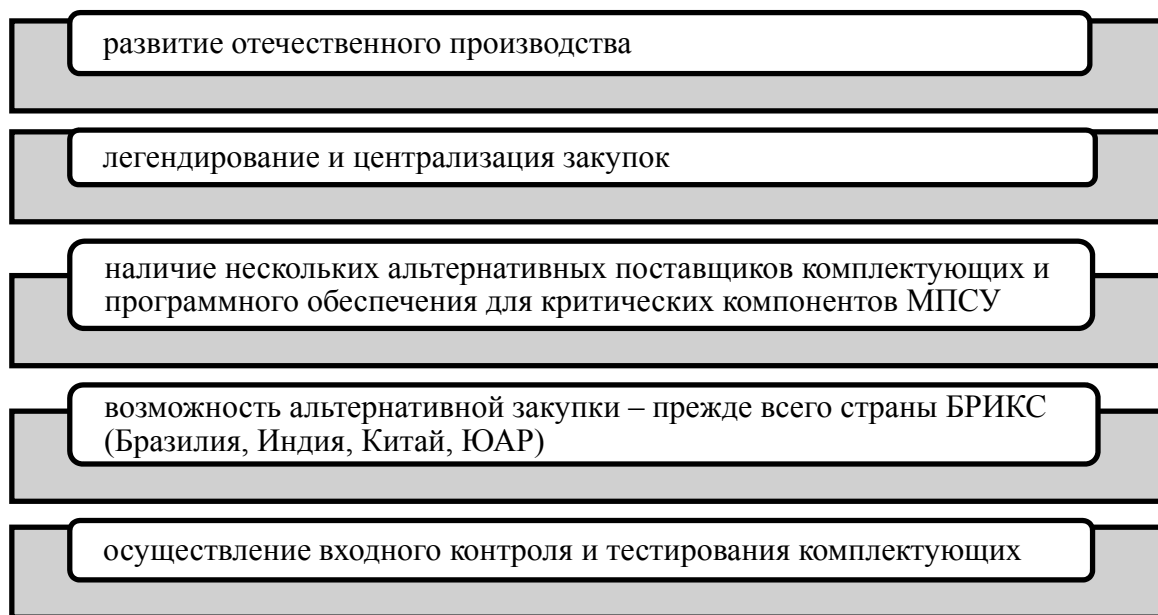 развитие отечественного производства
легендирование и централизация закупок
наличие нескольких альтернативных поставщиков комплектующих и
программного обеспечения для критических компонентов МПСУ
возможность альтернативной закупки – прежде всего страны БРИКС
(Бразилия, Индия, Китай, ЮАР)
осуществление входного контроля и тестирования комплектующих